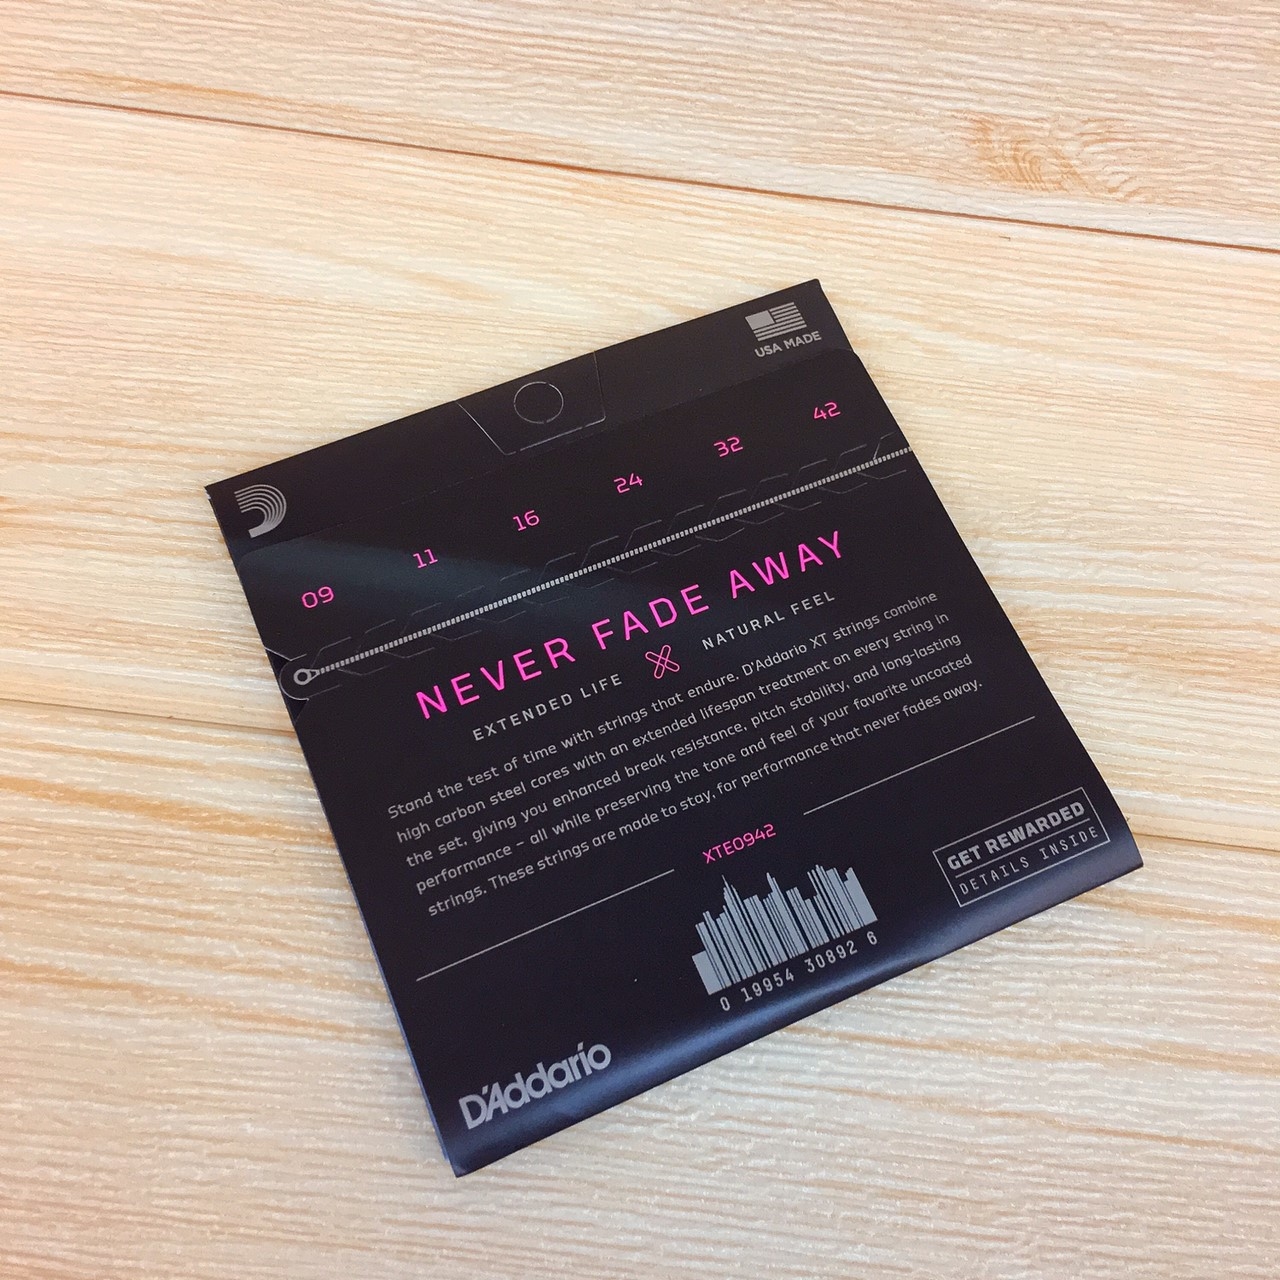 USA MADE
09 11 16 24 32 42
NEVER FADE AWAY
EXTENDED LIFE NATURAL FEEL
Stand the test of time with strings that endure. D'Addario XT strings combine
high carbon steel cores with an extended lifespan treatment on every string in
the set, giving you enhanced break resistance, pitch stability, and long-lasting
performance – all while preserving the tone and feel of your favorite uncoated
strings. These strings are made to stay, for performance that never fades away.
XTE0942
GET REWARDED
DETAILS INSIDE
0 19954 30892 6
D'Addario